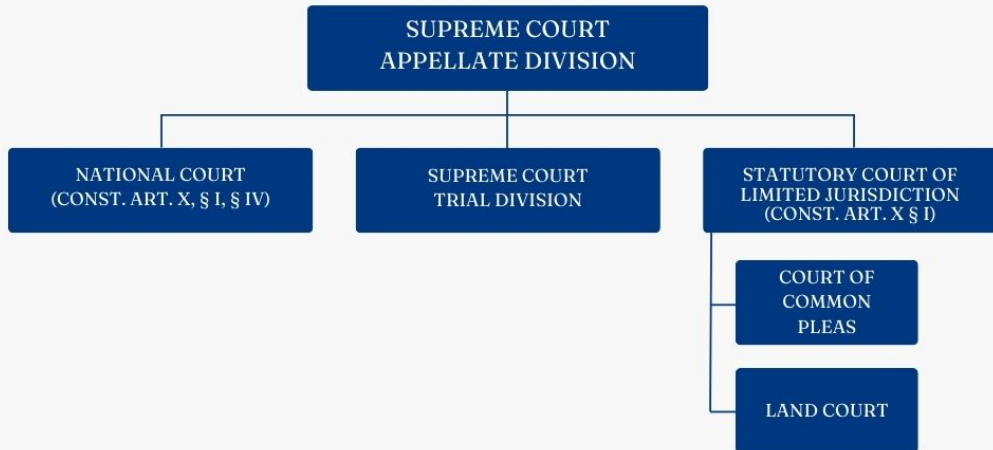 SUPREME COURT
APPELLATE DIVISION
NATIONAL COURT
(CONST. ART. X, § I, § IV)
SUPREME COURT
TRIAL DIVISION
STATUTORY COURT OF
LIMITED JURISDICTION
(CONST. ART. X § I)
COURT OF
COMMON
PLEAS
LAND COURT